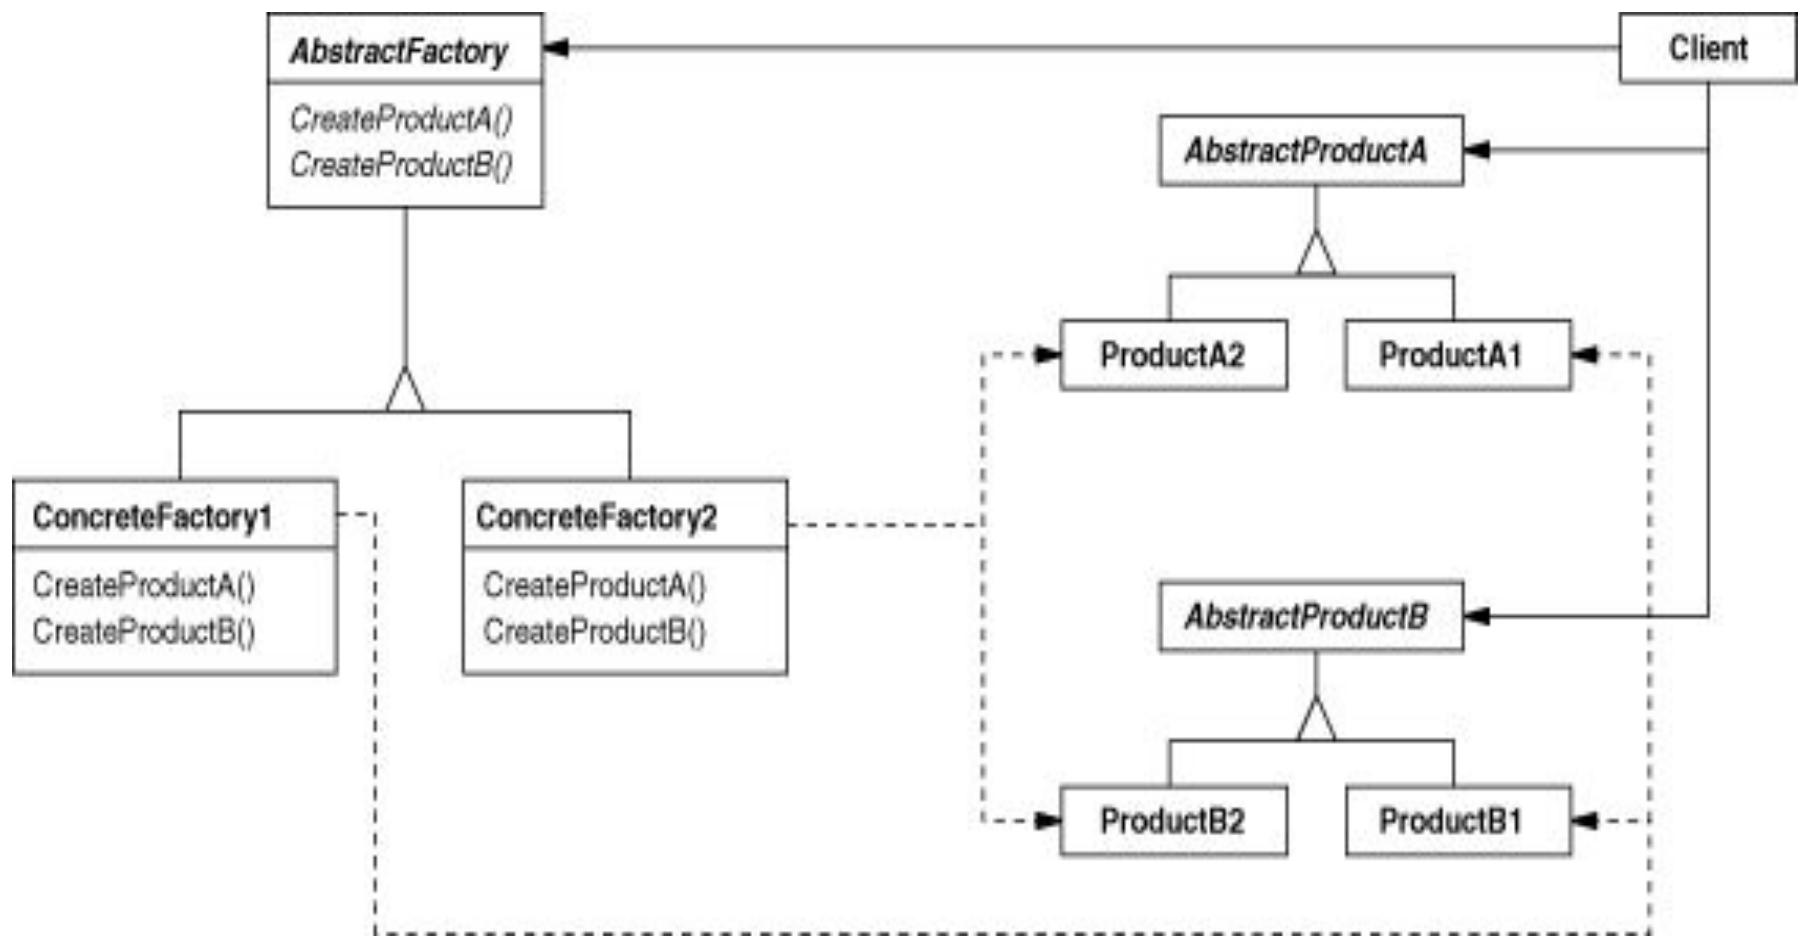 AbstractFactory
CreateProductA()
CreateProductB()
Client
AbstractProductA
ProductA2
ProductA1
ConcreteFactory1
CreateProductA()
CreateProductB()
ConcreteFactory2
CreateProductA()
CreateProductB()
AbstractProductB
ProductB2
ProductB1